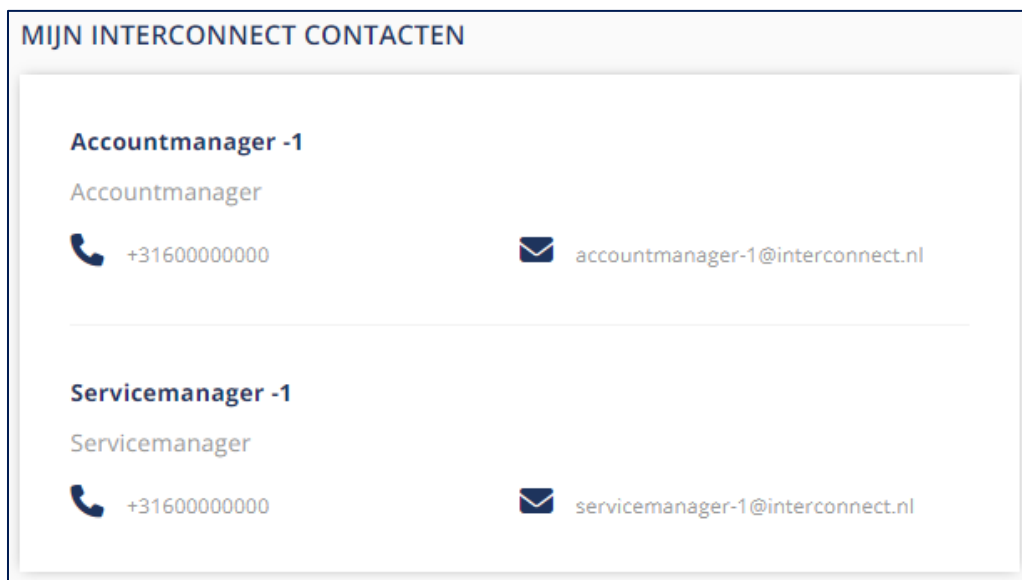 MIJN INTERCONNECT CONTACTEN
Accountmanager -1
Accountmanager
+31600000000 accountmanager-1@interconnect.nl
Servicemanager -1
Servicemanager
+31600000000 servicemanager-1@interconnect.nl